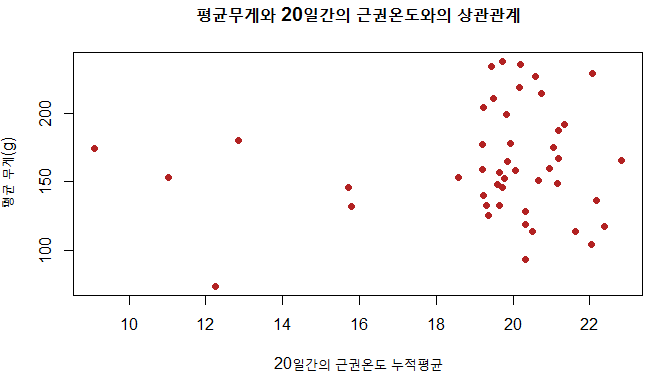 평균무게와 20일간의 근권온도와의 상관관계
평균 무게(g)
200
150
100
10 12 14 16 18 20 22
20일간의 근권온도 누적평균